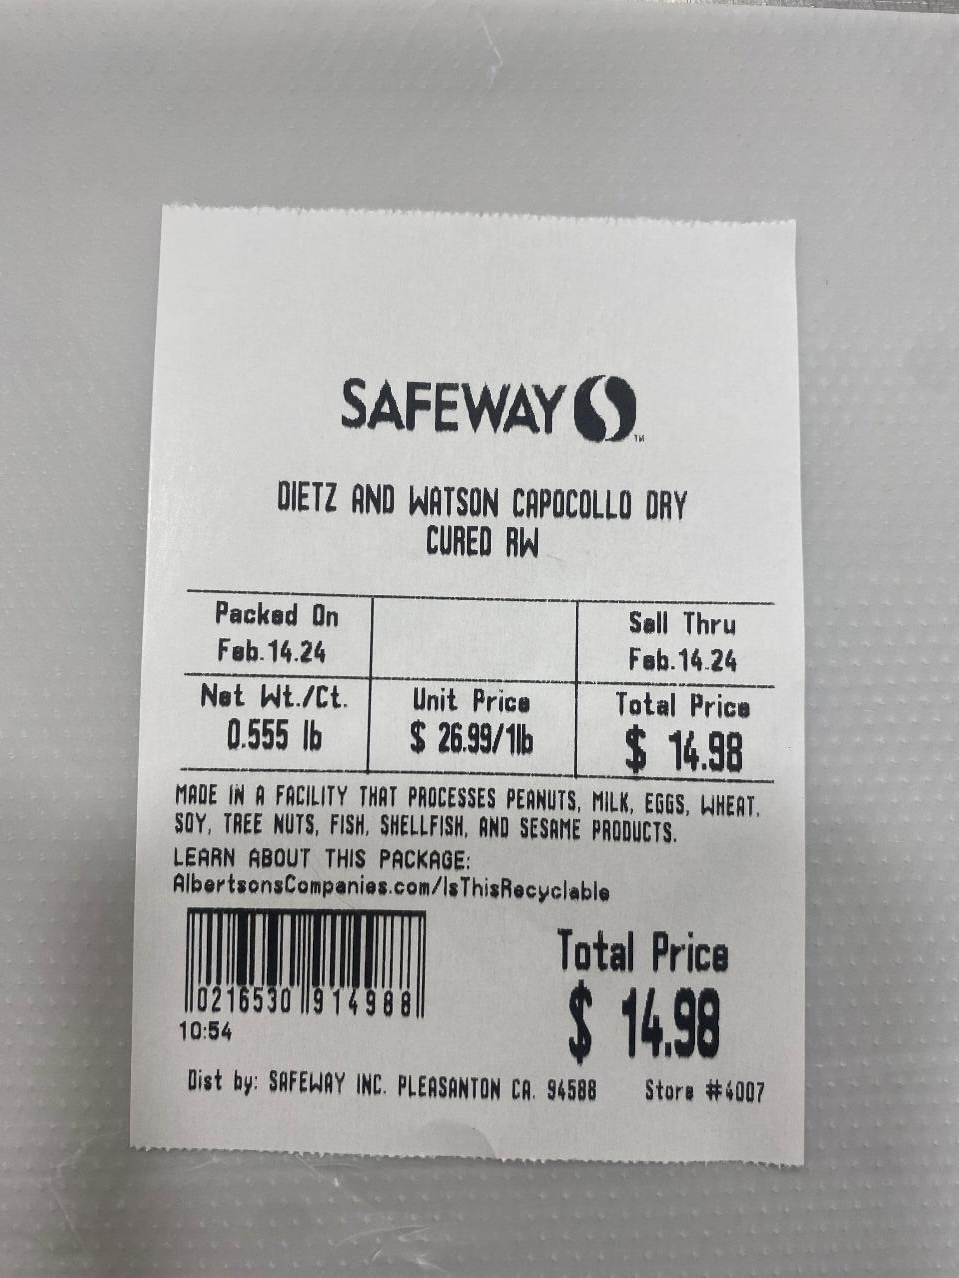 SAFEWAY
TM
DIETZ AND WATSON CAPOCOLLO DRY
CURED RW
Packed On
Feb.14.24
Sell Thru
Feb.14.24
Net Wt./Ct.
0.555 lb
Unit Price
$ 26.99/1lb
Total Price
$ 14.98
MADE IN A FACILITY THAT PROCESSES PEANUTS, MILK, EGGS, WHEAT,
SOY, TREE NUTS, FISH, SHELLFISH, AND SESAME PRODUCTS.
LEARN ABOUT THIS PACKAGE:
AlbertsonsCompanies.com/IsThisRecyclable
0216530 914988
10:54
Total Price
$ 14.98
Dist by: SAFEWAY INC. PLEASANTON CA. 94588 Store #4007